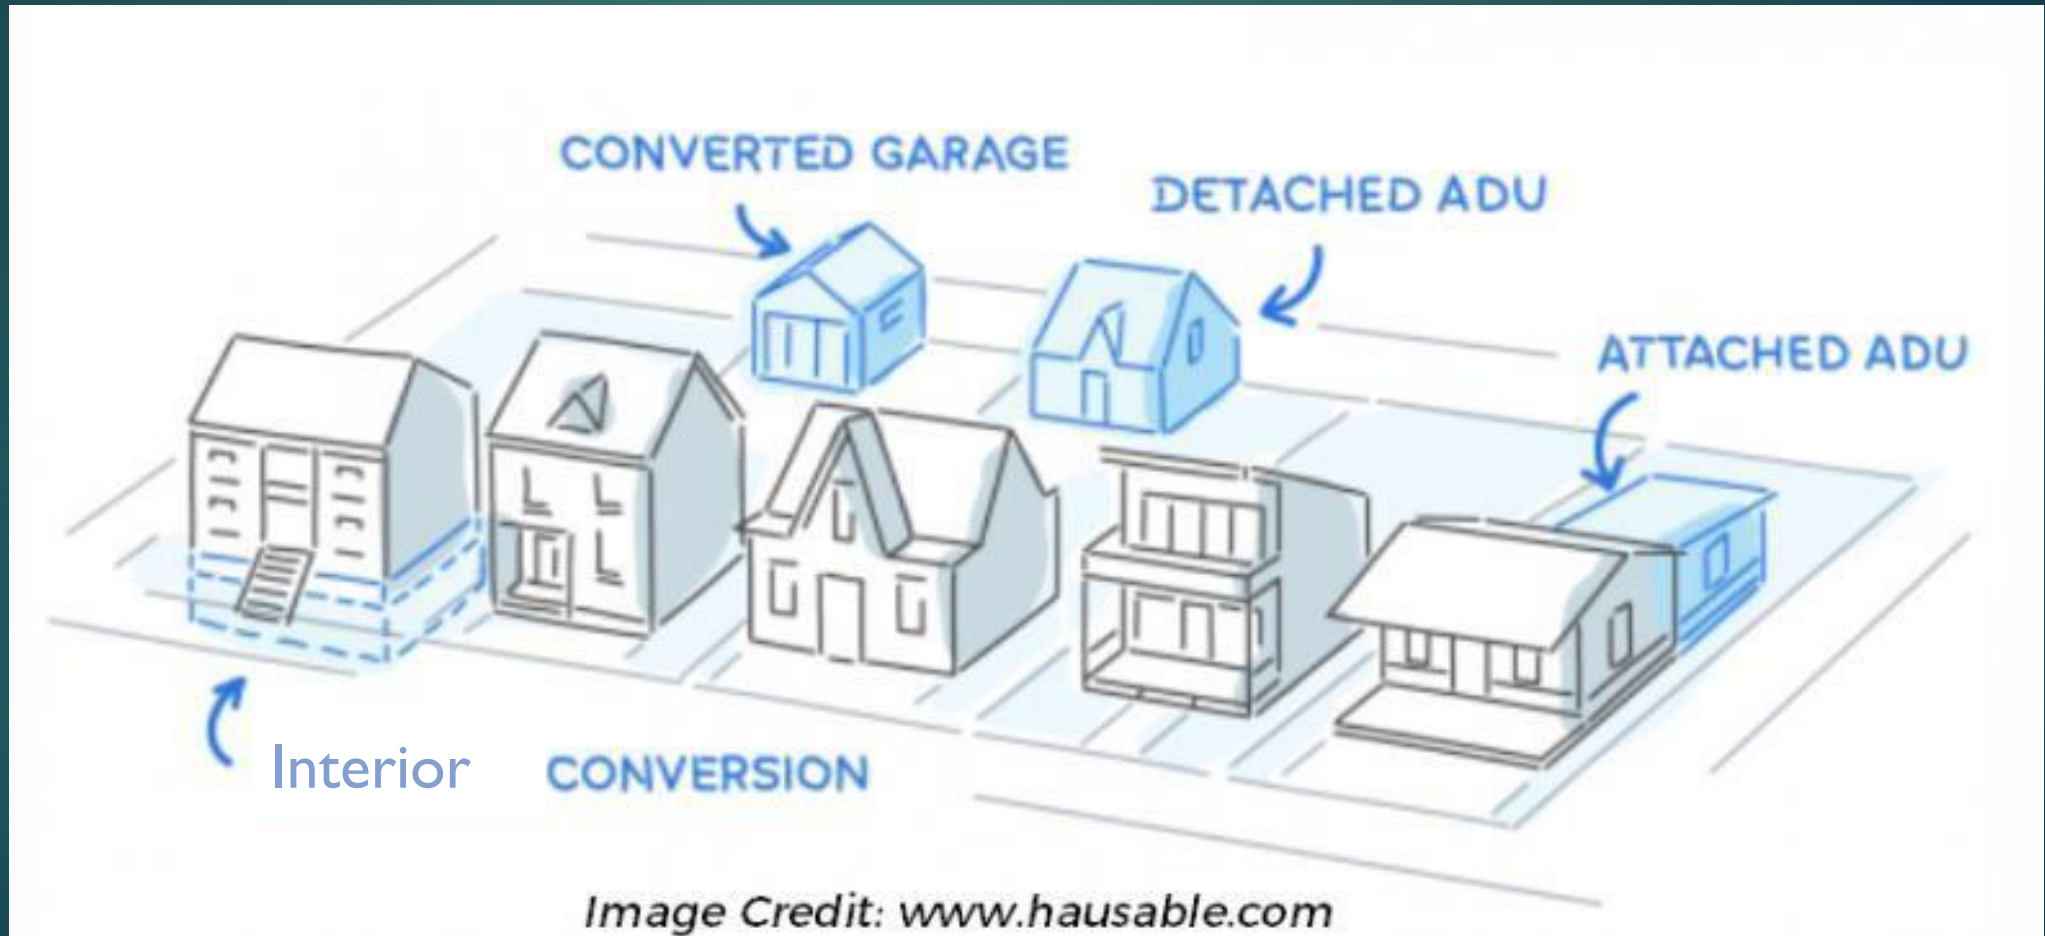 CONVERTED GARAGE
DETACHED ADU
ATTACHED ADU
Interior CONVERSION
Image Credit: www.hausable.com